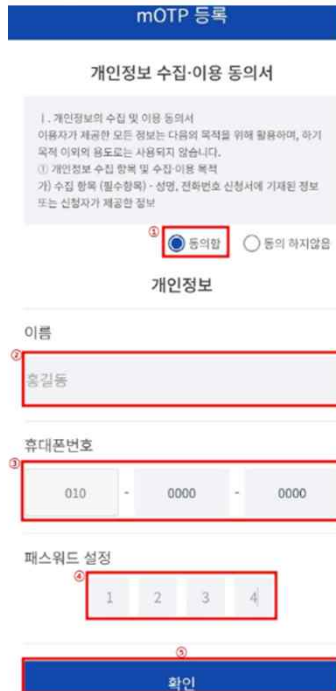 mOTP 등록
개인정보 수집·이용 동의서
Ⅰ. 개인정보의 수집 및 이용 동의서
이용자가 제공한 모든 정보는 다음의 목적을 위해 활용하며, 하기
목적 이외의 용도로는 사용되지 않습니다.
① 개인정보 수집 항목 및 수집·이용 목적
가) 수집 항목 (필수항목) - 성명, 전화번호 신청서에 기재된 정보
또는 신청자가 제공한 정보
① 동의함 동의 하지않음
개인정보
이름
② 홍길동
휴대폰번호
③ 010 - 0000 - 0000
패스워드 설정
④ 1 2 3 4
⑤
확인